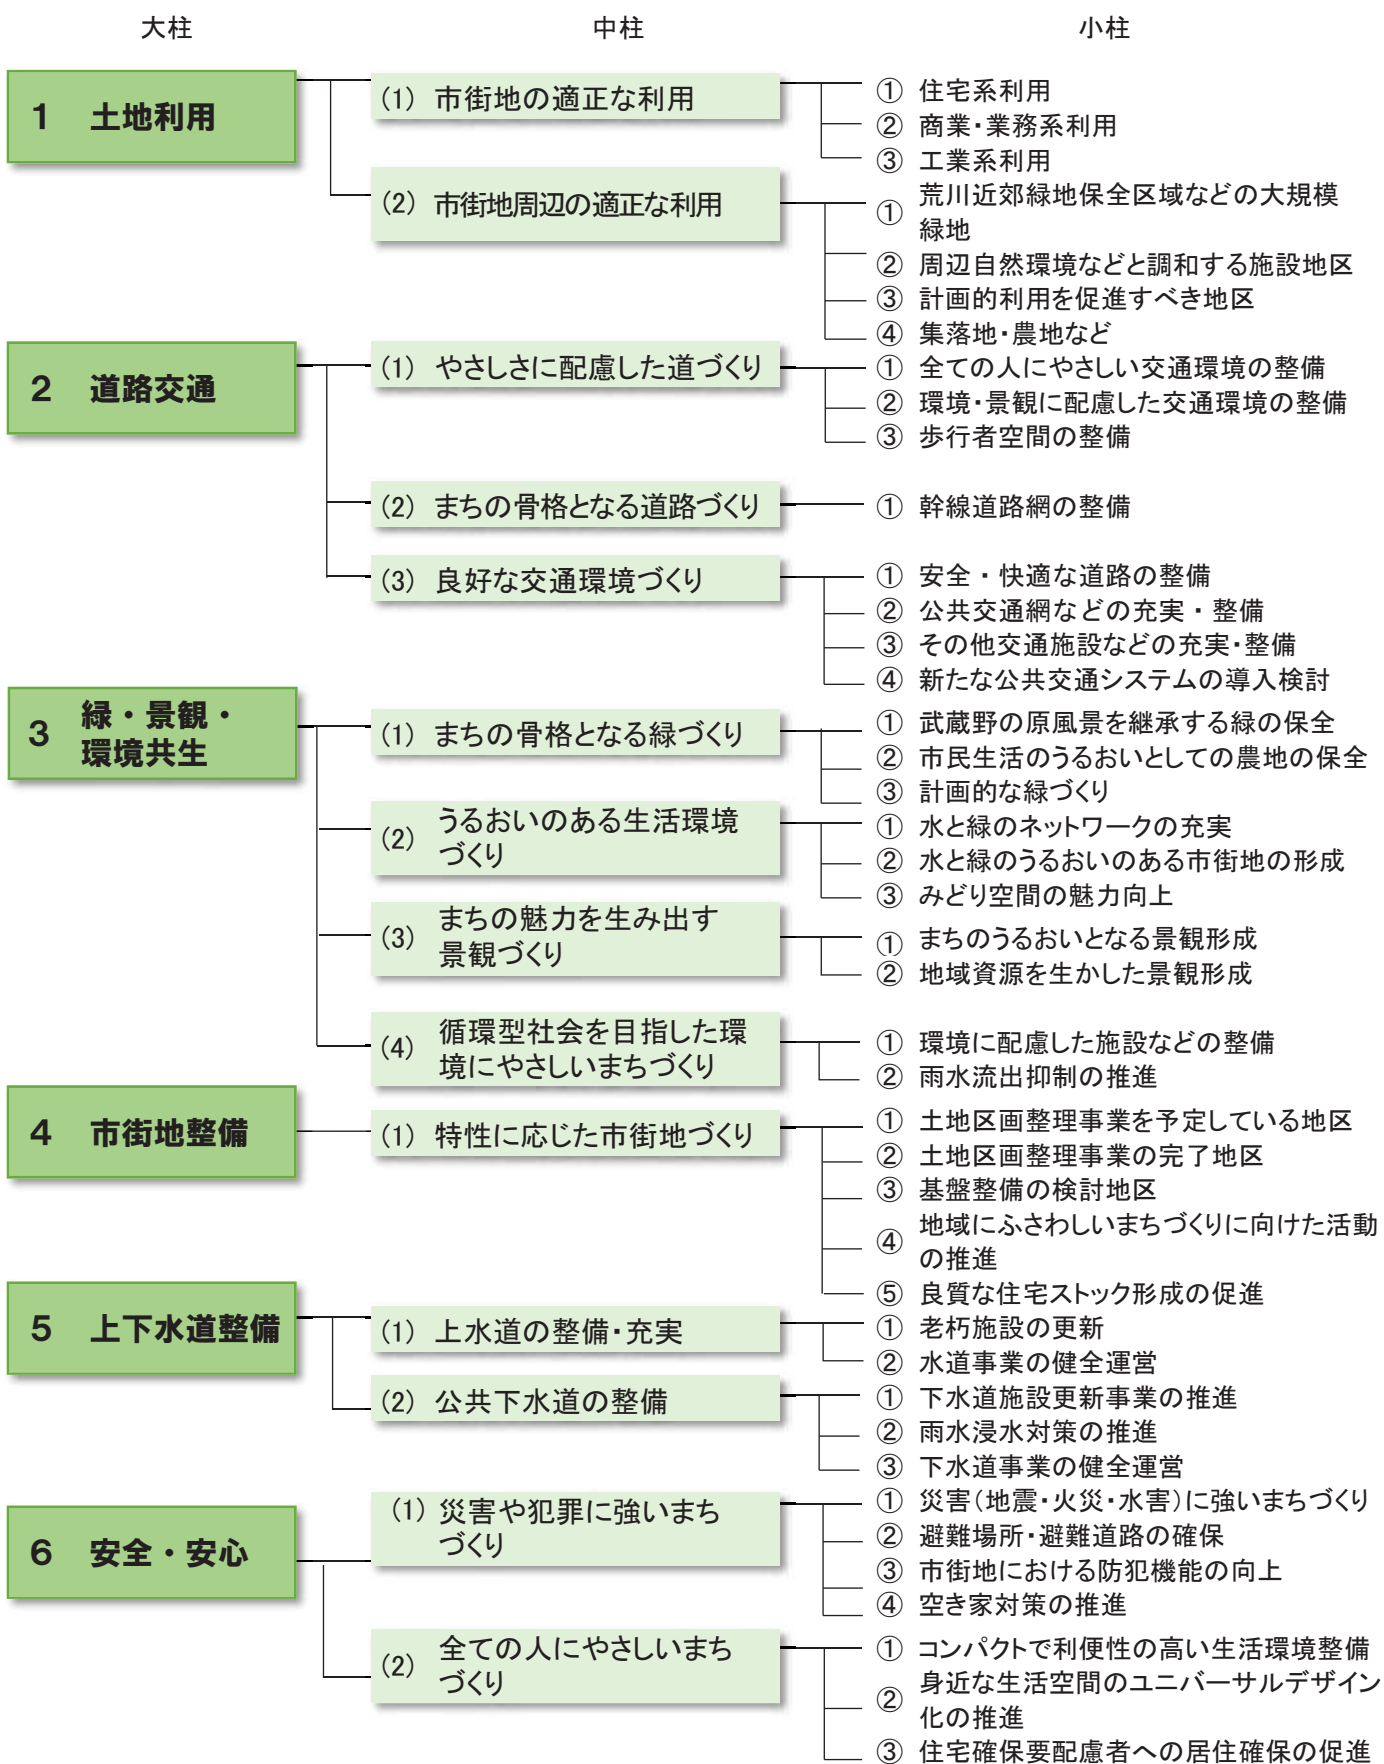 大柱
中柱
小柱
1 土地利用
(1) 市街地の適正な利用
① 住宅系利用
② 商業・業務系利用
③ 工業系利用
(2) 市街地周辺の適正な利用
① 荒川近郊緑地保全区域などの大規模
緑地
② 周辺自然環境などと調和する施設地区
③ 計画的利用を促進すべき地区
④ 集落地・農地など
2 道路交通
(1) やさしさに配慮した道づくり
① 全ての人にやさしい交通環境の整備
② 環境・景観に配慮した交通環境の整備
③ 歩行者空間の整備
(2) まちの骨格となる道路づくり
① 幹線道路網の整備
(3) 良好な交通環境づくり
① 安全・快適な道路の整備
② 公共交通網などの充実・整備
③ その他交通施設などの充実・整備
④ 新たな公共交通システムの導入検討
3 緑・景観・
環境共生
(1) まちの骨格となる緑づくり
① 武蔵野の原風景を継承する緑の保全
② 市民生活のうるおいとしての農地の保全
③ 計画的な緑づくり
(2) うるおいのある生活環境
づくり
① 水と緑のネットワークの充実
② 水と緑のうるおいのある市街地の形成
③ みどり空間の魅力向上
(3) まちの魅力を生み出す
景観づくり
① まちのうるおいとなる景観形成
② 地域資源を生かした景観形成
(4) 循環型社会を目指した環
境にやさしいまちづくり
① 環境に配慮した施設などの整備
② 雨水流出抑制の推進
4 市街地整備
(1) 特性に応じた市街地づくり
① 土地区画整理事業を予定している地区
② 土地区画整理事業の完了地区
③ 基盤整備の検討地区
④ 地域にふさわしいまちづくりに向けた活動
の推進
⑤ 良質な住宅ストック形成の促進
5 上下水道整備
(1) 上水道の整備・充実
① 老朽施設の更新
② 水道事業の健全運営
(2) 公共下水道の整備
① 下水道施設更新事業の推進
② 雨水浸水対策の推進
③ 下水道事業の健全運営
6 安全・安心
(1) 災害や犯罪に強いまち
づくり
① 災害(地震・火災・水害)に強いまちづくり
② 避難場所・避難道路の確保
③ 市街地における防犯機能の向上
④ 空き家対策の推進
(2) 全ての人にやさしいまち
づくり
① コンパクトで利便性の高い生活環境整備
② 身近な生活空間のユニバーサルデザイン
化の推進
③ 住宅確保要配慮者への居住確保の促進